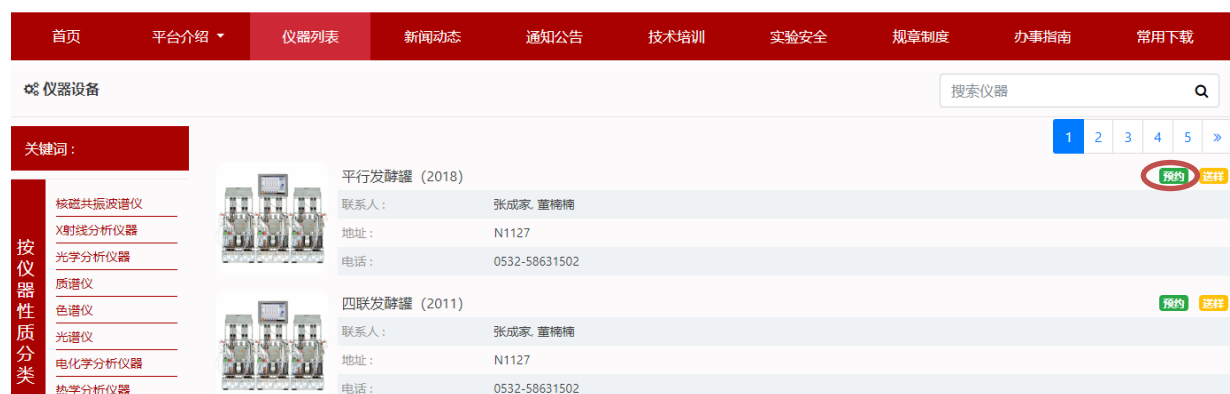 首页 平台介绍 仪器列表 新闻动态 通知公告 技术培训 实验安全 规章制度 办事指南 常用下载
仪器设备
搜索仪器
1 2 3 4 5 »
关键词 :
按仪器性质分类
核磁共振波谱仪
X射线分析仪器
光学分析仪器
质谱仪
色谱仪
光谱仪
电化学分析仪器
热学分析仪器
平行发酵罐 (2018) 预约 送样
联系人 : 张成家, 董楠楠
地址 : N1127
电话 : 0532-58631502
四联发酵罐 (2011) 预约 送样
联系人 : 张成家, 董楠楠
地址 : N1127
电话 : 0532-58631502